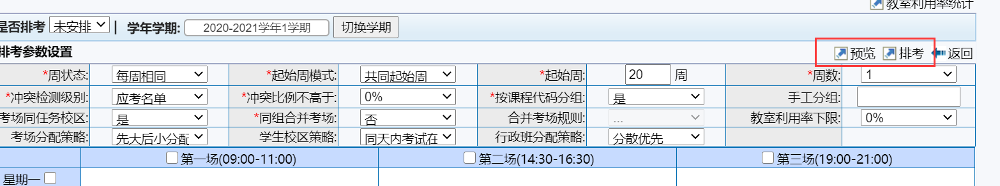 教室利用率统计
是否排考 未安排 | 学年学期: 2020-2021学年1学期 切换学期
排考参数设置 预览 排考 返回
*周状态: 每周相同 *起始周模式: 共同起始周 *起始周: 20 周 *周数: 1
*冲突检测级别: 应考名单 *冲突比例不高于: 0% *按课程代码分组: 是 手工分组:
考场同任务校区: 是 *同组合并考场: 否 合并考场规则: ... 教室利用率下限: 0%
考场分配策略: 先大后小分配 学生校区策略: 同天内考试在 行政班分配策略: 分散优先
第一场(09:00-11:00) 第二场(14:30-16:30) 第三场(19:00-21:00)
星期一